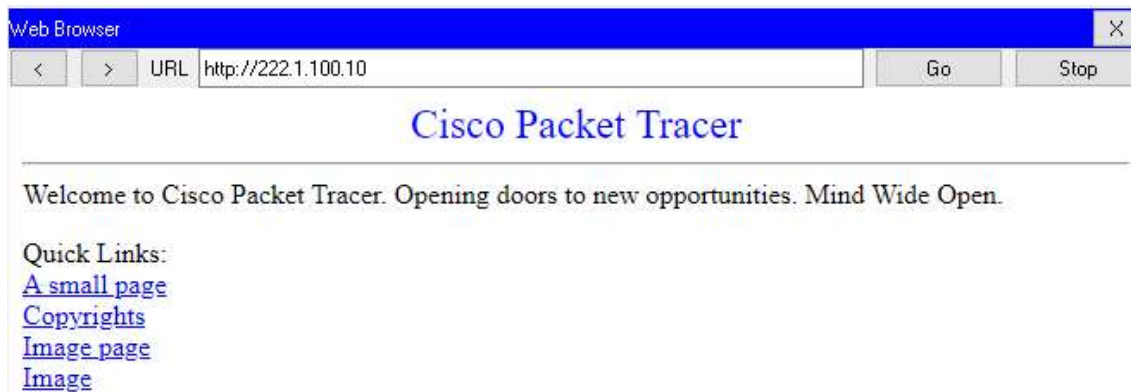 Web Browser X
< > URL http://222.1.100.10 Go Stop
Cisco Packet Tracer
Welcome to Cisco Packet Tracer. Opening doors to new opportunities. Mind Wide Open.
Quick Links:
A small page
Copyrights
Image page
Image